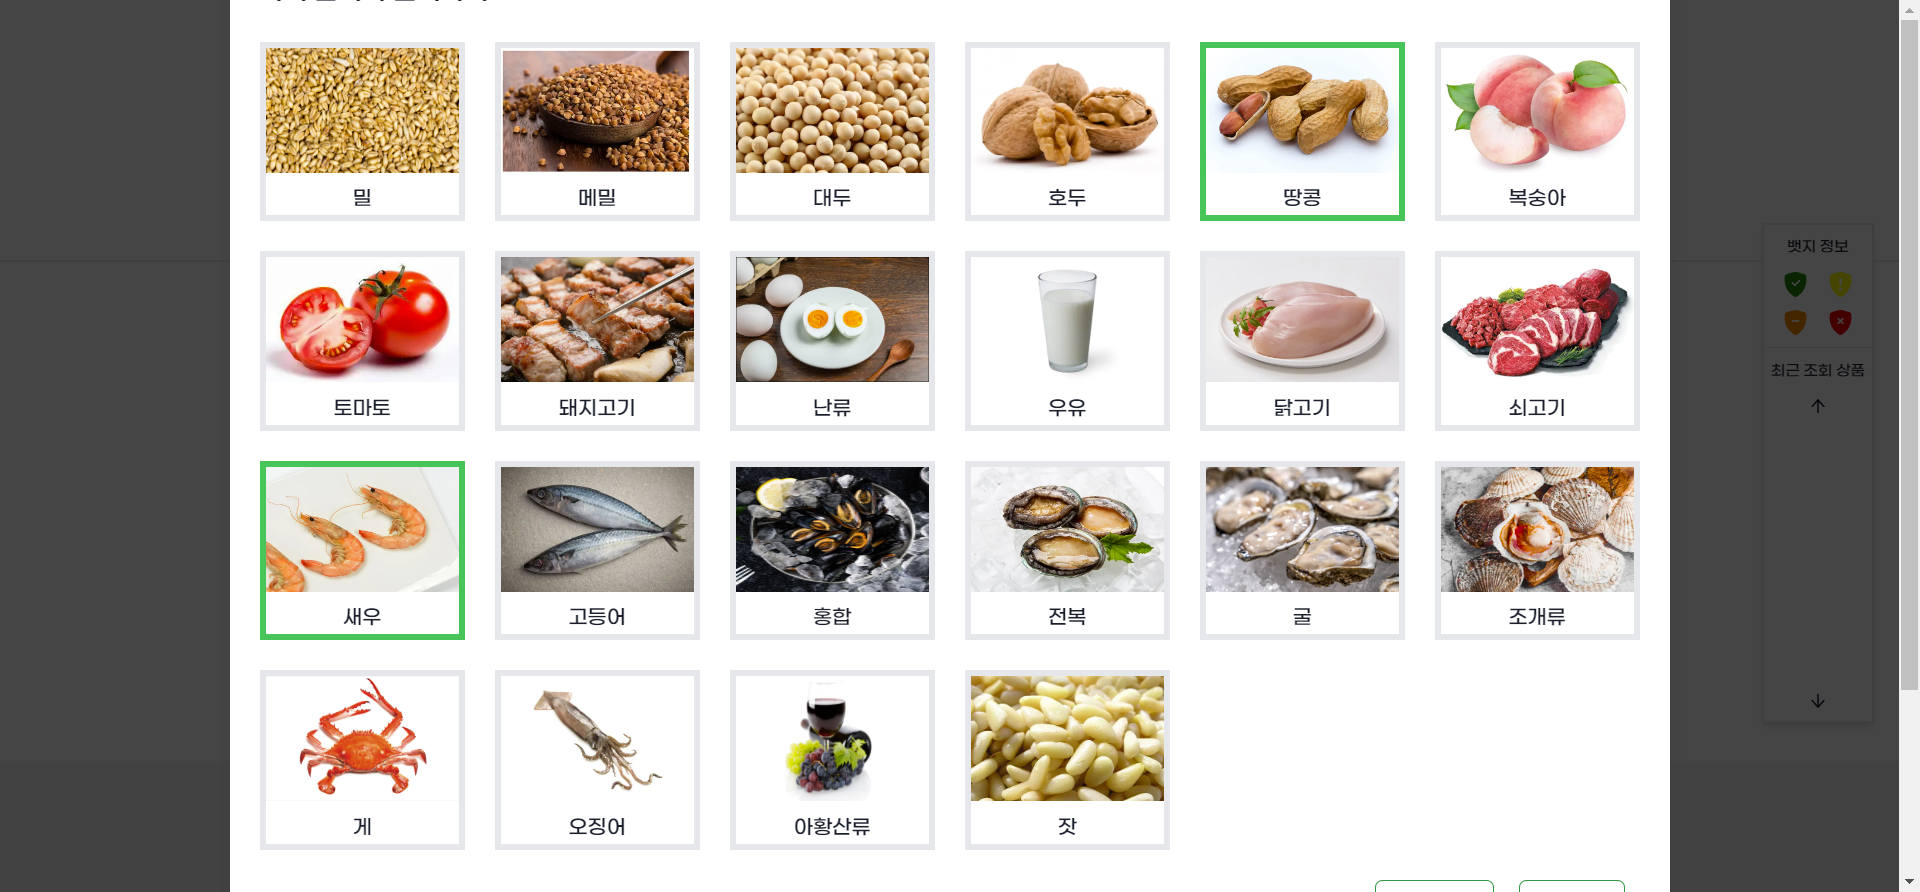 밀
메밀
대두
호두
땅콩
복숭아
토마토
돼지고기
난류
우유
닭고기
쇠고기
새우
고등어
홍합
전복
굴
조개류
게
오징어
아황산류
잣
뱃지 정보
최근 조회 상품